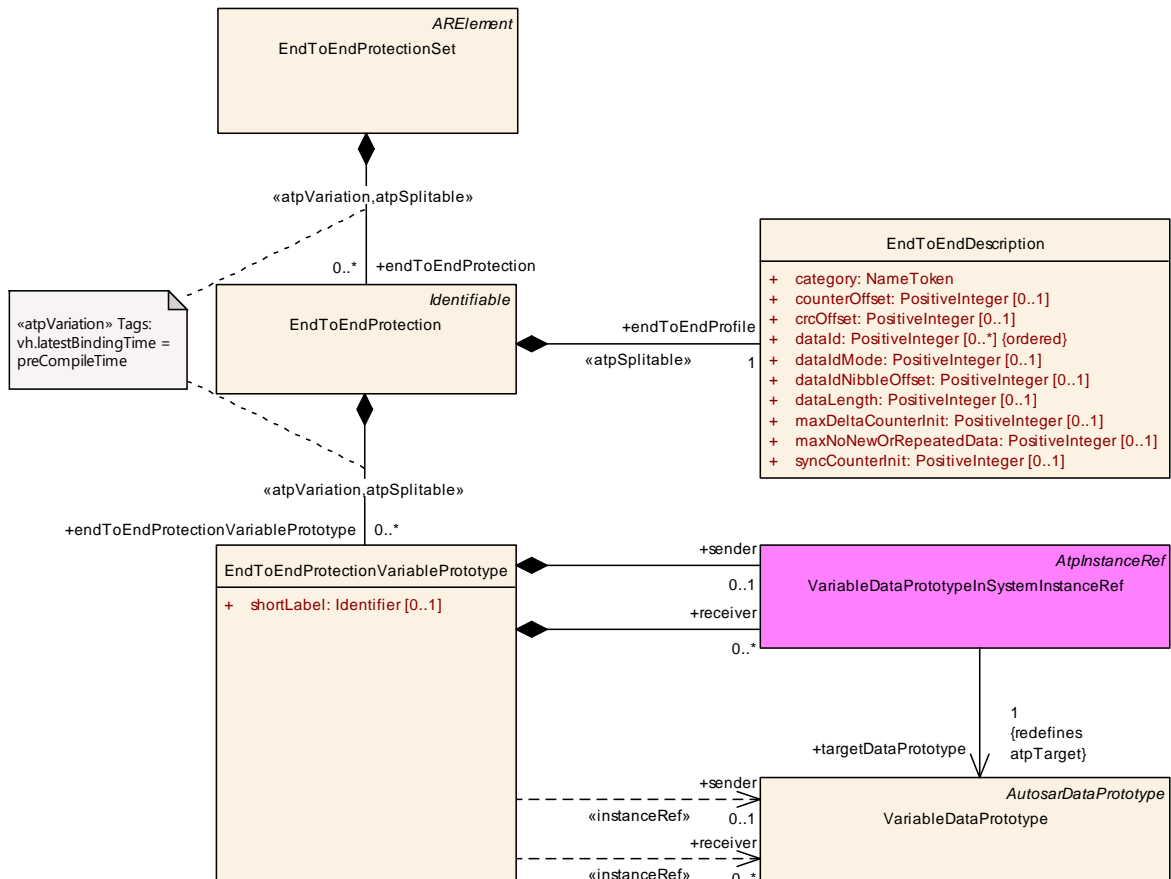 ARElement
EndToEndProtectionSet
«atpVariation,atpSplitable»
0..*
+endToEndProtection
Identifiable
EndToEndProtection
«atpVariation» Tags:
vh.latestBindingTime =
preCompileTime
+endToEndProfile
«atpSplitable»
1
EndToEndDescription
+ category: NameToken
+ counterOffset: PositiveInteger [0..1]
+ crcOffset: PositiveInteger [0..1]
+ dataId: PositiveInteger [0..*] {ordered}
+ dataIdMode: PositiveInteger [0..1]
+ dataIdNibbleOffset: PositiveInteger [0..1]
+ dataLength: PositiveInteger [0..1]
+ maxDeltaCounterInit: PositiveInteger [0..1]
+ maxNoNewOrRepeatedData: PositiveInteger [0..1]
+ syncCounterInit: PositiveInteger [0..1]
«atpVariation,atpSplitable»
+endToEndProtectionVariablePrototype
0..*
EndToEndProtectionVariablePrototype
+ shortLabel: Identifier [0..1]
+sender
0..1
+receiver
0..*
AtpInstanceRef
VariableDataPrototypeInSystemInstanceRef
1
{redefines
atpTarget}
+targetDataPrototype
+sender
«instanceRef»
0..1
+receiver
«instanceRef»
0..*
AutosarDataPrototype
VariableDataPrototype